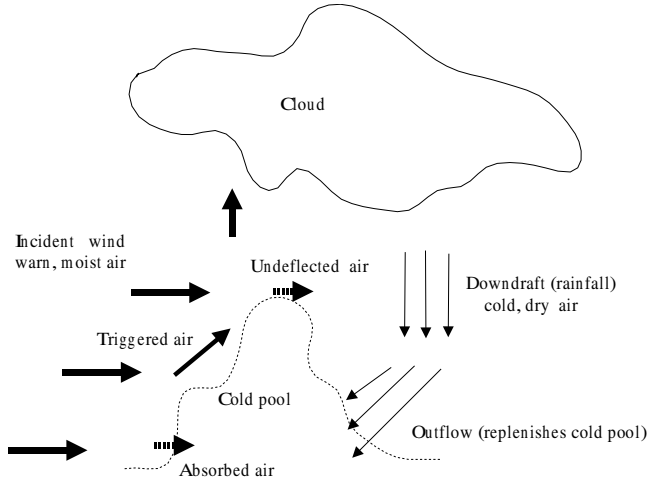 Cloud
Incident wind
warn, moist air
Undeflected air
Downdraft (rainfall)
cold, dry air
Triggered air
Cold pool
Outflow (replenishes cold pool)
Absorbed air